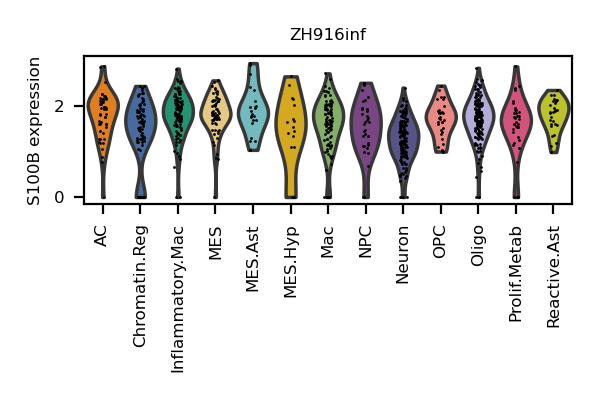 ZH916inf
S100B expression
2
0
AC
Chromatin.Reg
Inflammatory.Mac
MES
MES.Ast
MES.Hyp
Mac
NPC
Neuron
OPC
Oligo
Prolif.Metab
Reactive.Ast